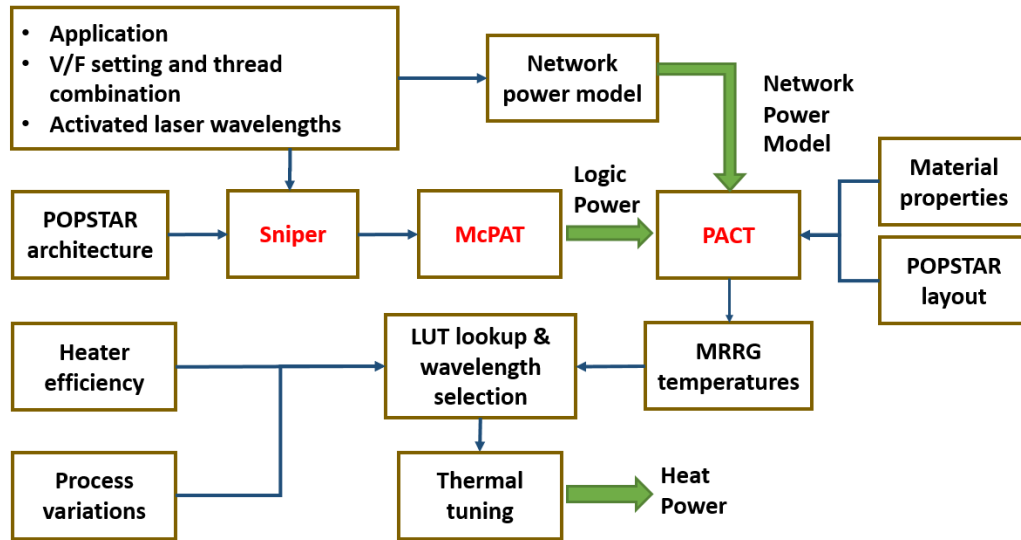 • Application
• V/F setting and thread
combination
• Activated laser wavelengths
Network
power model
Network
Power
Model
Material
properties
POPSTAR
architecture
Sniper
McPAT
Logic
Power
PACT
POPSTAR
layout
Heater
efficiency
LUT lookup &
wavelength
selection
MRRG
temperatures
Process
variations
Thermal
tuning
Heat
Power